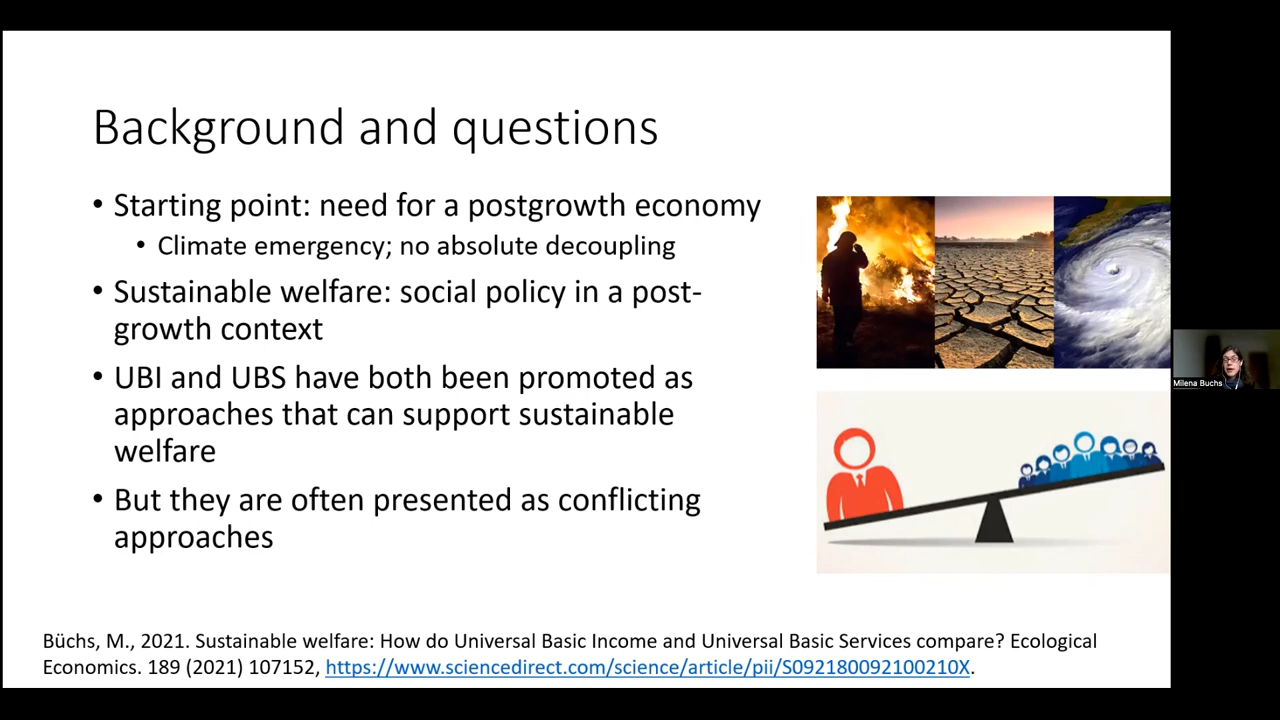 Background and questions
• Starting point: need for a postgrowth economy
• Climate emergency; no absolute decoupling
• Sustainable welfare: social policy in a post-
growth context
• UBI and UBS have both been promoted as
approaches that can support sustainable
welfare
• But they are often presented as conflicting
approaches
Büchs, M., 2021. Sustainable welfare: How do Universal Basic Income and Universal Basic Services compare? Ecological
Economics. 189 (2021) 107152, https://www.sciencedirect.com/science/article/pii/S092180092100210X.
Milena Buchs